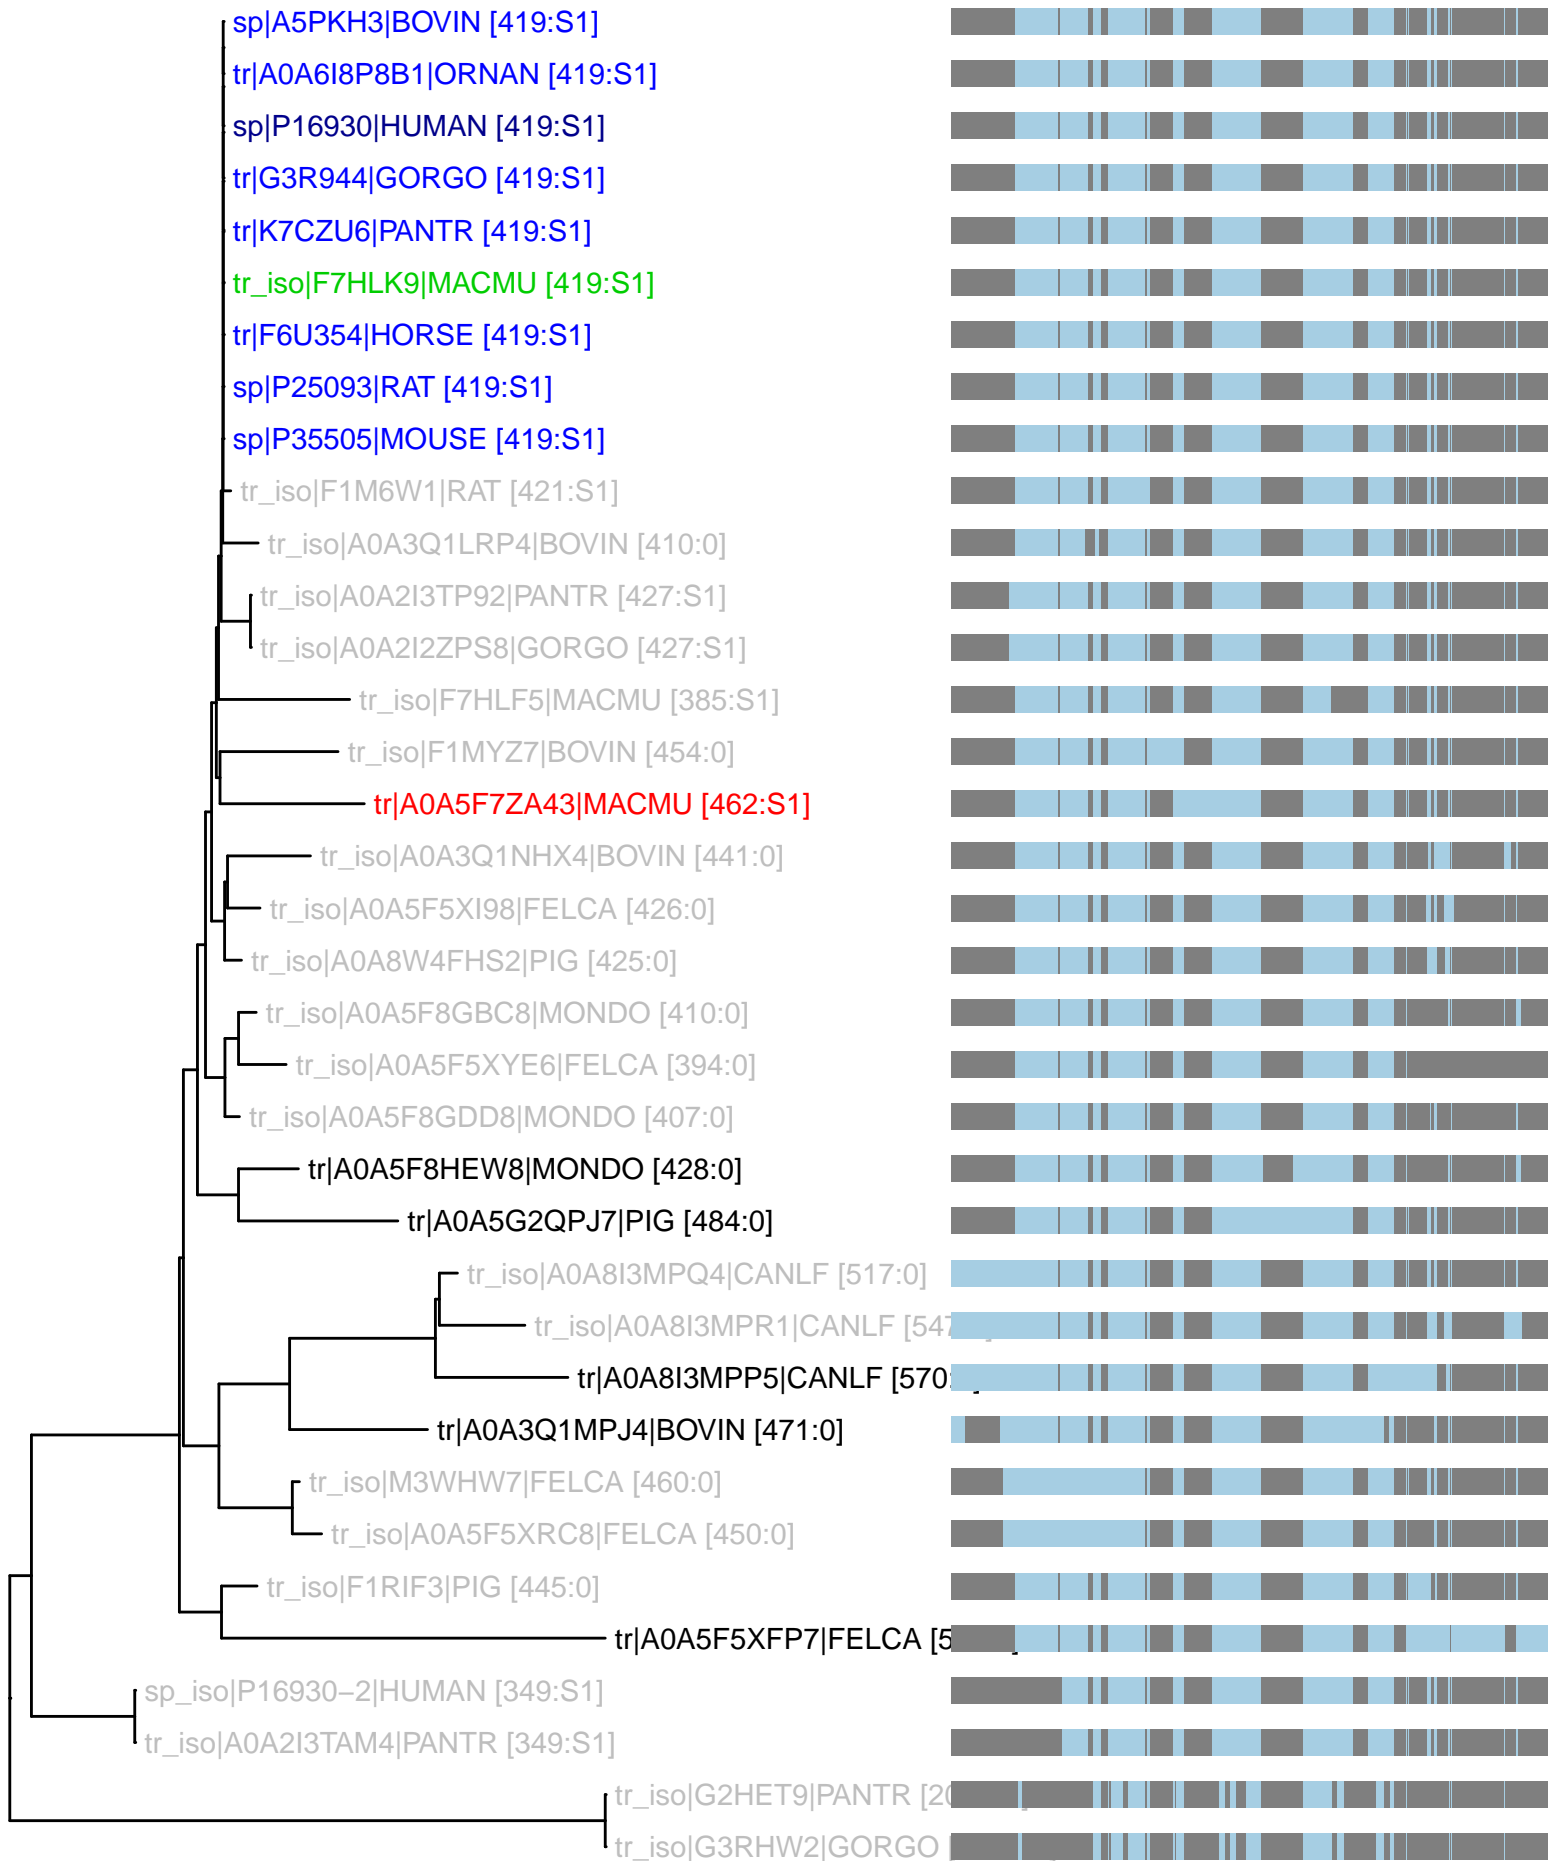 sp|A5PKH3|BOVIN [419:S1]
tr|A0A6I8P8B1|ORNAN [419:S1]
sp|P16930|HUMAN [419:S1]
tr|G3R944|GORGO [419:S1]
tr|K7CZU6|PANTR [419:S1]
tr_iso|F7HLK9|MACMU [419:S1]
tr|F6U354|HORSE [419:S1]
sp|P25093|RAT [419:S1]
sp|P35505|MOUSE [419:S1]
tr_iso|F1M6W1|RAT [421:S1]
tr_iso|A0A3Q1LRP4|BOVIN [410:0]
tr_iso|A0A2I3TP92|PANTR [427:S1]
tr_iso|A0A2I2ZPS8|GORGO [427:S1]
tr_iso|F7HLF5|MACMU [385:S1]
tr_iso|F1MYZ7|BOVIN [454:0]
tr|A0A5F7ZA43|MACMU [462:S1]
tr_iso|A0A3Q1NHX4|BOVIN [441:0]
tr_iso|A0A5F5XI98|FELCA [426:0]
tr_iso|A0A8W4FHS2|PIG [425:0]
tr_iso|A0A5F8GBC8|MONDO [410:0]
tr_iso|A0A5F5XYE6|FELCA [394:0]
tr_iso|A0A5F8GDD8|MONDO [407:0]
tr|A0A5F8HEW8|MONDO [428:0]
tr|A0A5G2QPJ7|PIG [484:0]
tr_iso|A0A8I3MPQ4|CANLF [517:0]
tr_iso|A0A8I3MPR1|CANLF [547
tr|A0A8I3MPP5|CANLF [570:
tr|A0A3Q1MPJ4|BOVIN [471:0]
tr_iso|M3WHW7|FELCA [460:0]
tr_iso|A0A5F5XRC8|FELCA [450:0]
tr_iso|F1RIF3|PIG [445:0]
tr|A0A5F5XFP7|FELCA [5
sp_iso|P16930−2|HUMAN [349:S1]
tr_iso|A0A2I3TAM4|PANTR [349:S1]
tr_iso|G2HET9|PANTR [20
tr_iso|G3RHW2|GORGO [